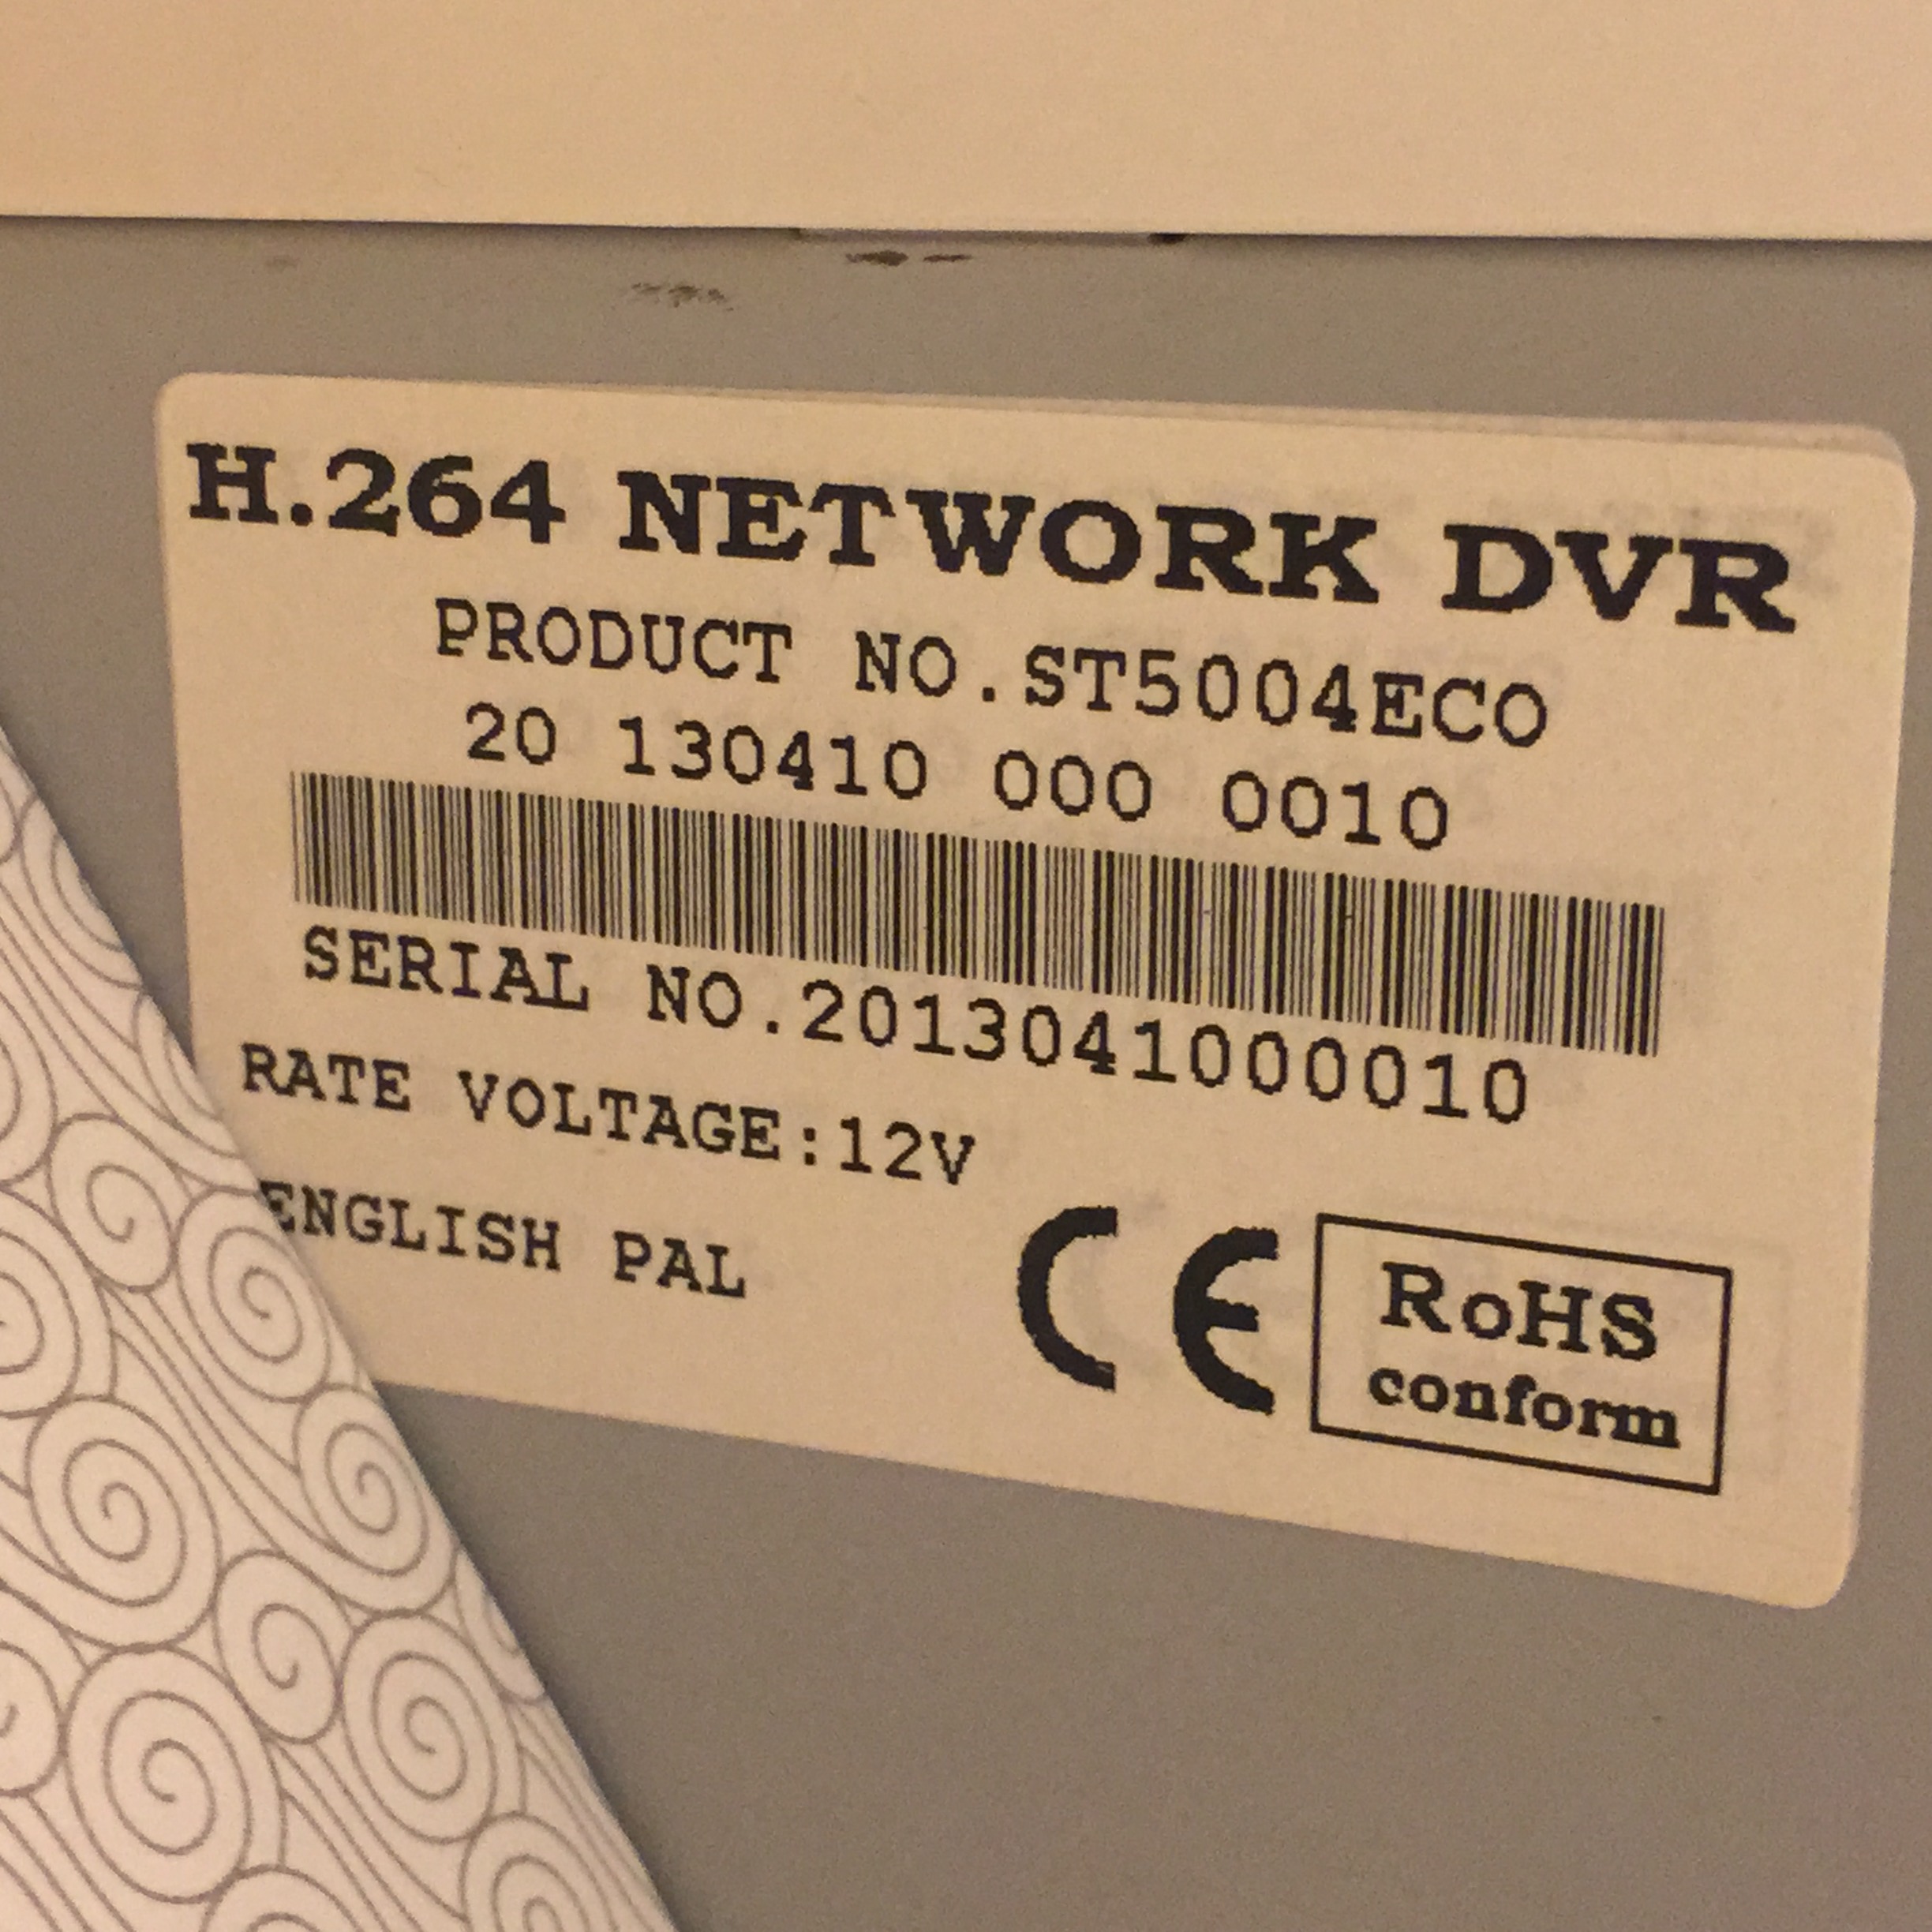 H.264 NETWORK DVR
PRODUCT NO.ST5004ECO
20 130410 000 0010
SERIAL NO.2013041000010
RATE VOLTAGE:12V
ENGLISH PAL
CE
RoHS
conform